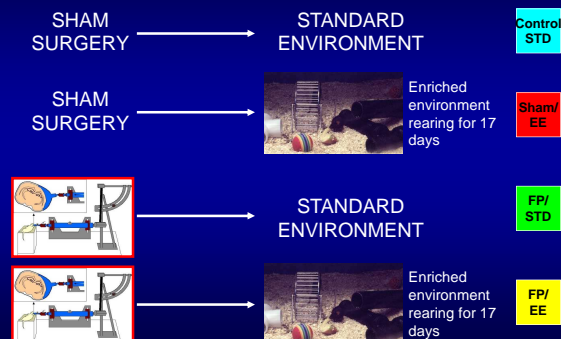 SHAM
SURGERY
STANDARD
ENVIRONMENT
Control
STD
SHAM
SURGERY
Enriched
environment
rearing for 17
days
Sham/
EE
STANDARD
ENVIRONMENT
FP/
STD
Enriched
environment
rearing for 17
days
FP/
EE